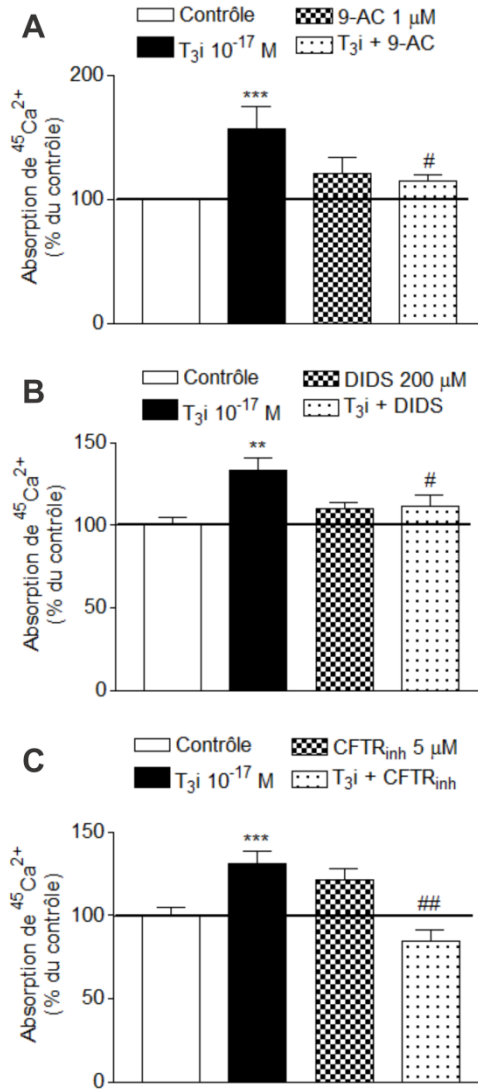 A
Contrôle
9-AC 1 µM
T₃i 10⁻¹⁷ M
T₃i + 9-AC
Absorption de ⁴⁵Ca²⁺
(% du contrôle)
200
100
0
***
#
B
Contrôle
DIDS 200 µM
T₃i 10⁻¹⁷ M
T₃i + DIDS
Absorption de ⁴⁵Ca²⁺
(% du contrôle)
150
100
50
0
**
#
C
Contrôle
CFTRinh 5 µM
T₃i 10⁻¹⁷ M
T₃i + CFTRinh
Absorption de ⁴⁵Ca²⁺
(% du contrôle)
150
100
50
0
***
##